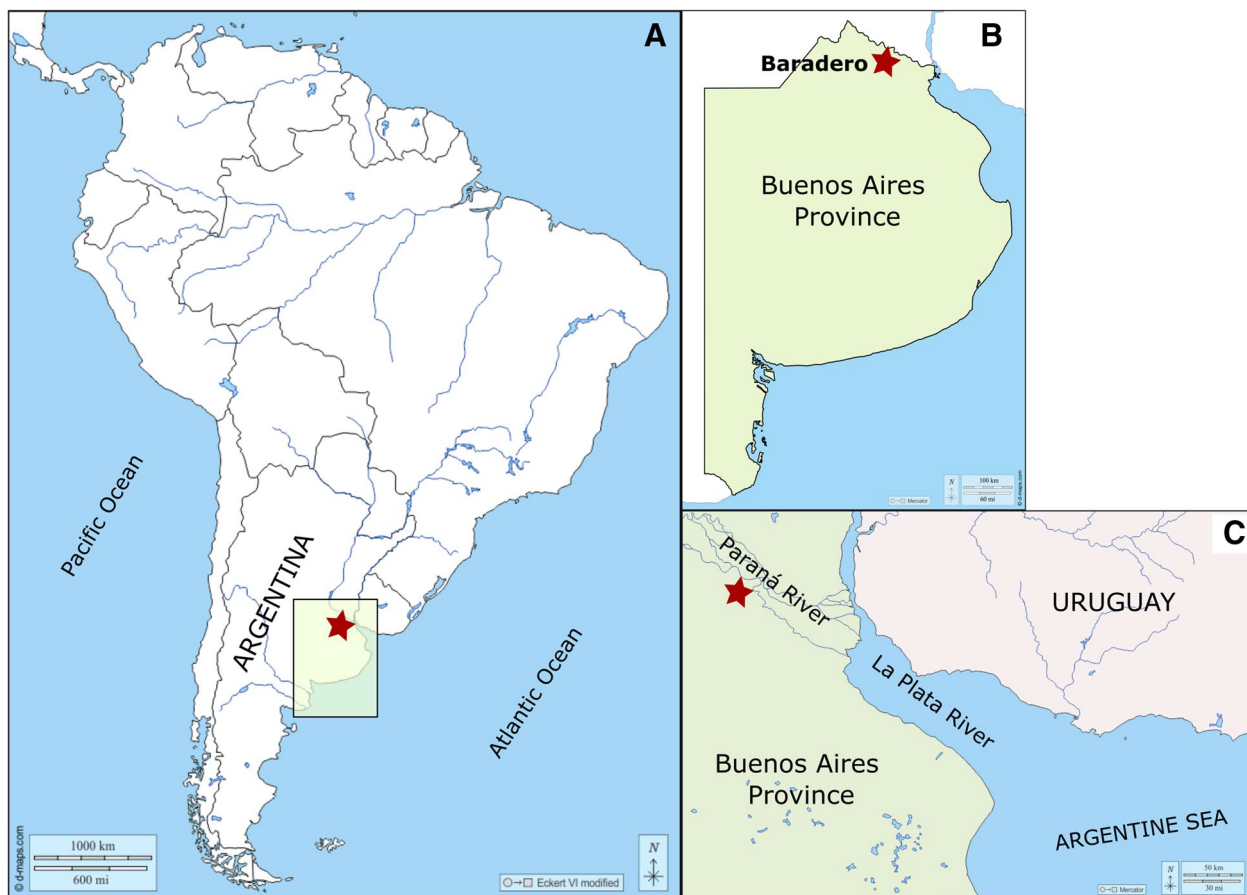 A
Pacific Ocean
ARGENTINA
Atlantic Ocean
© d-maps.com
1000 km
600 mi
Eckert VI modified
N
B
Baradero
Buenos Aires
Province
Mercator
N
100 km
60 mi
© d-maps.com
C
Paraná River
URUGUAY
La Plata River
Buenos Aires
Province
ARGENTINE SEA
Mercator
N
50 km
30 mi
© d-maps.com